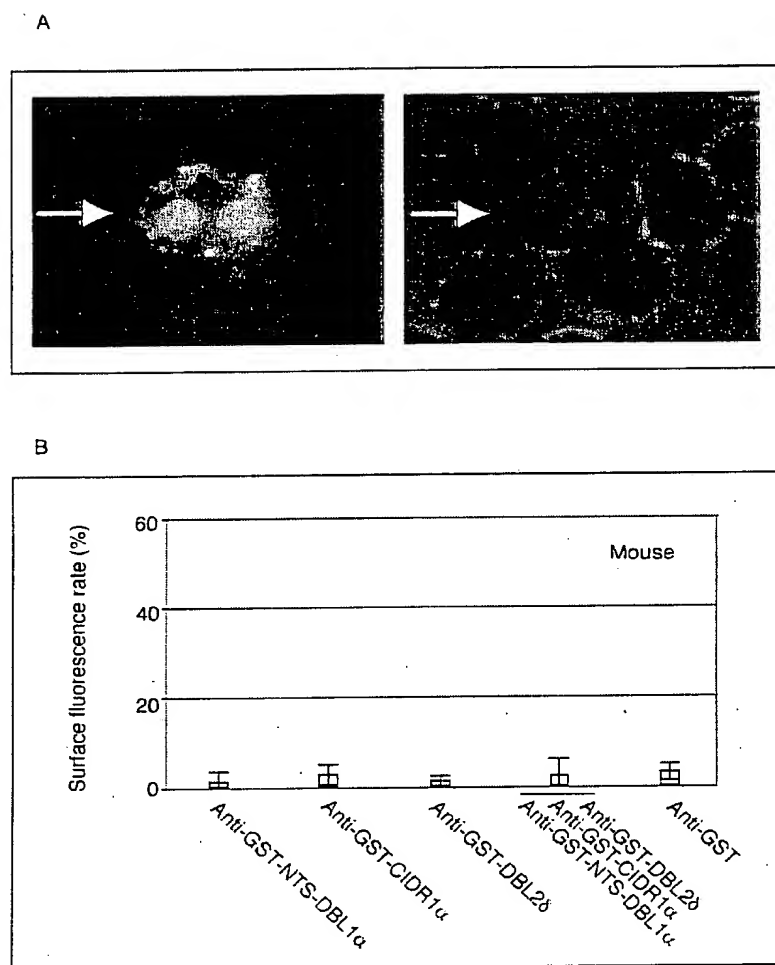 A
B
Surface fluorescence rate (%)
60
40
20
0
Mouse
Anti-GST-NTS-DBL1α
Anti-GST-CIDR1α
Anti-GST-DBL2δ
Anti-GST-NTS-DBL1α
Anti-GST-CIDR1α
Anti-GST-DBL2δ
Anti-GST